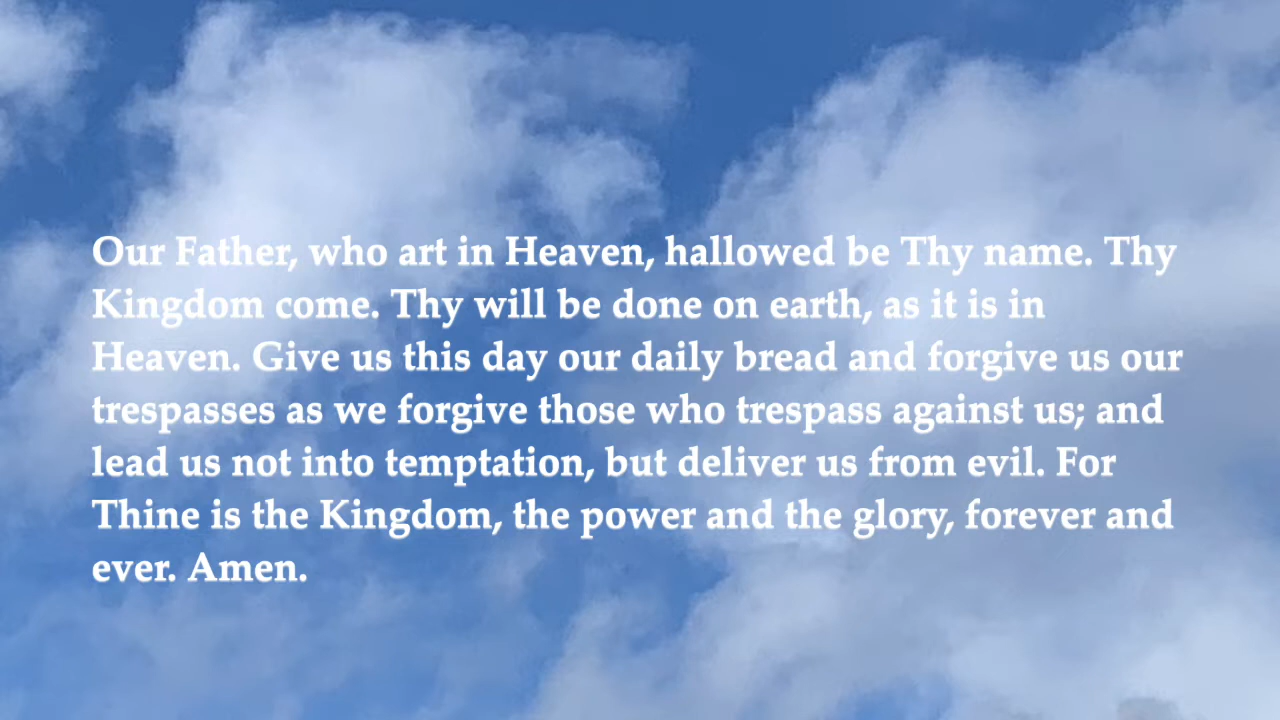 Our Father, who art in Heaven, hallowed be Thy name. Thy
Kingdom come. Thy will be done on earth, as it is in
Heaven. Give us this day our daily bread and forgive us our
trespasses as we forgive those who trespass against us; and
lead us not into temptation, but deliver us from evil. For
Thine is the Kingdom, the power and the glory, forever and
ever. Amen.